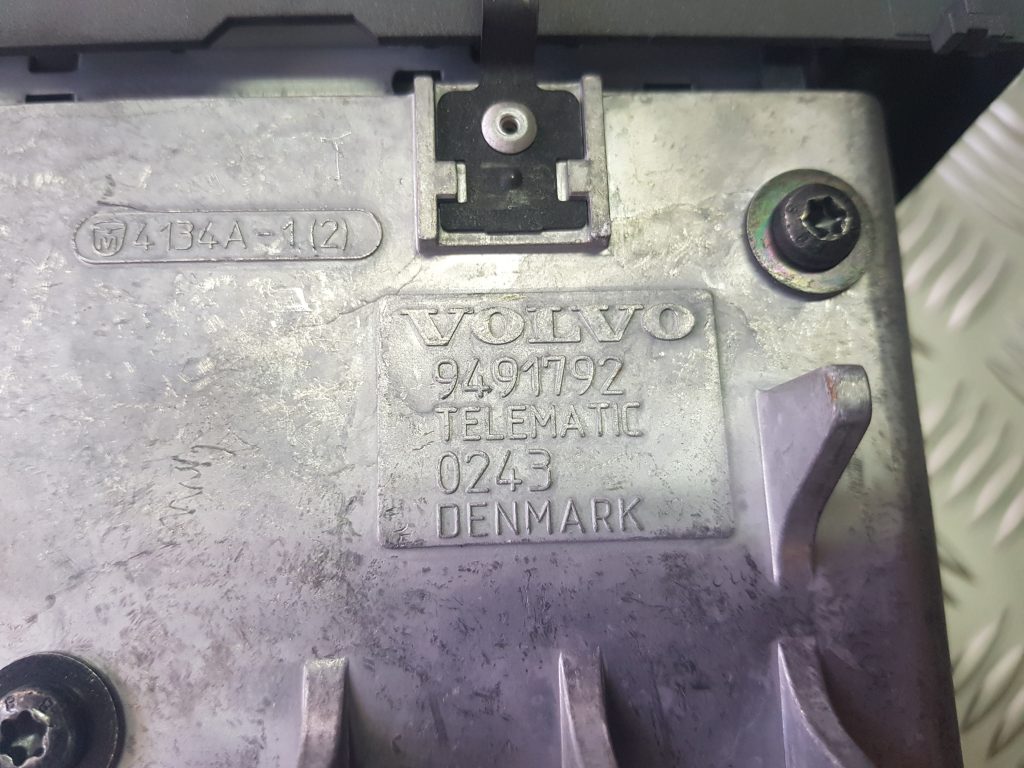 M 4134A-1(2)
VOLVO
9491792
TELEMATIC
0243
DENMARK